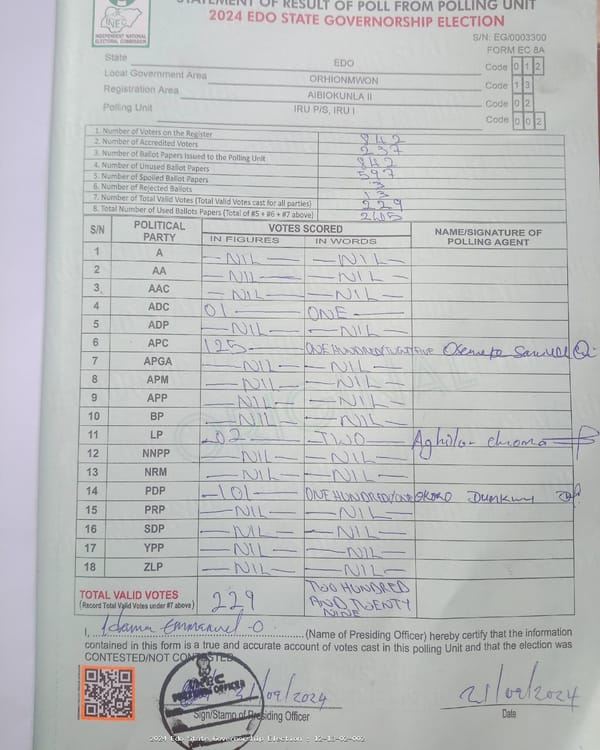 STATEMENT OF RESULT OF POLL FROM POLLING UNIT
2024 EDO STATE GOVERNORSHIP ELECTION
INEC
INDEPENDENT NATIONAL
ELECTORAL COMMISSION
S/N: EG/0003300
FORM EC 8A
State EDO Code 0 1 2
Local Government Area ORHIONMWON Code 1 3
Registration Area AIBIOKUNLA II Code 0 2
Polling Unit IRU P/S, IRU I Code 0 0 2
1. Number of Voters on the Register 842
2. Number of Accredited Voters 237
3. Number of Ballot Papers Issued to the Polling Unit 842
4. Number of Unused Ballot Papers 597
5. Number of Spoiled Ballot Papers 3
6. Number of Rejected Ballots 13
7. Number of Total Valid Votes (Total Valid Votes cast for all parties) 229
8. Total Number of Used Ballots Papers (Total of #5 + #6 + #7 above)
S/N POLITICAL PARTY VOTES SCORED NAME/SIGNATURE OF POLLING AGENT
IN FIGURES IN WORDS
1 A NIL NIL
2 AA NIL NIL
3 AAC NIL NIL
4 ADC 01 ONE
5 ADP NIL NIL
6 APC 125 ONE HUNDRED/ Samuel O.
7 APGA NIL NIL
8 APM NIL NIL
9 APP NIL NIL
10 BP NIL NIL
11 LP 02 TWO
12 NNPP NIL NIL
13 NRM NIL NIL
14 PDP 101 ONE HUNDRED/ONE
15 PRP NIL NIL
16 SDP NIL NIL
17 YPP NIL NIL
18 ZLP NIL NIL
TOTAL VALID VOTES
(Record Total Valid Votes under #7 above) 229 TWO HUNDRED AND TWENTY NINE
I, Idama Emmanuel O (Name of Presiding Officer) hereby certify that the information
contained in this form is a true and accurate account of votes cast in this polling Unit and that the election was
CONTESTED/NOT CONTESTED
INEC
PRESIDING OFFICER
21/09/2024 21/09/2024
Sign/Stamp of Presiding Officer Date
2024 Edo State Governorship Election - 12-13-02-002